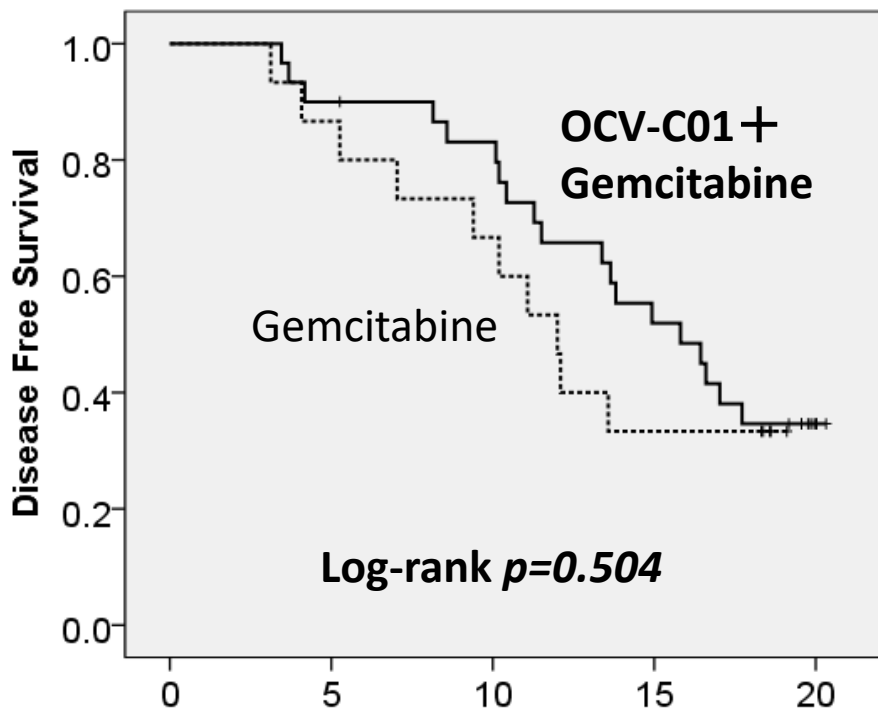 1.0
0.8
0.6
0.4
0.2
0.0
Disease Free Survival
OCV-C01+
Gemcitabine
Gemcitabine
Log-rank p=0.504
0 5 10 15 20